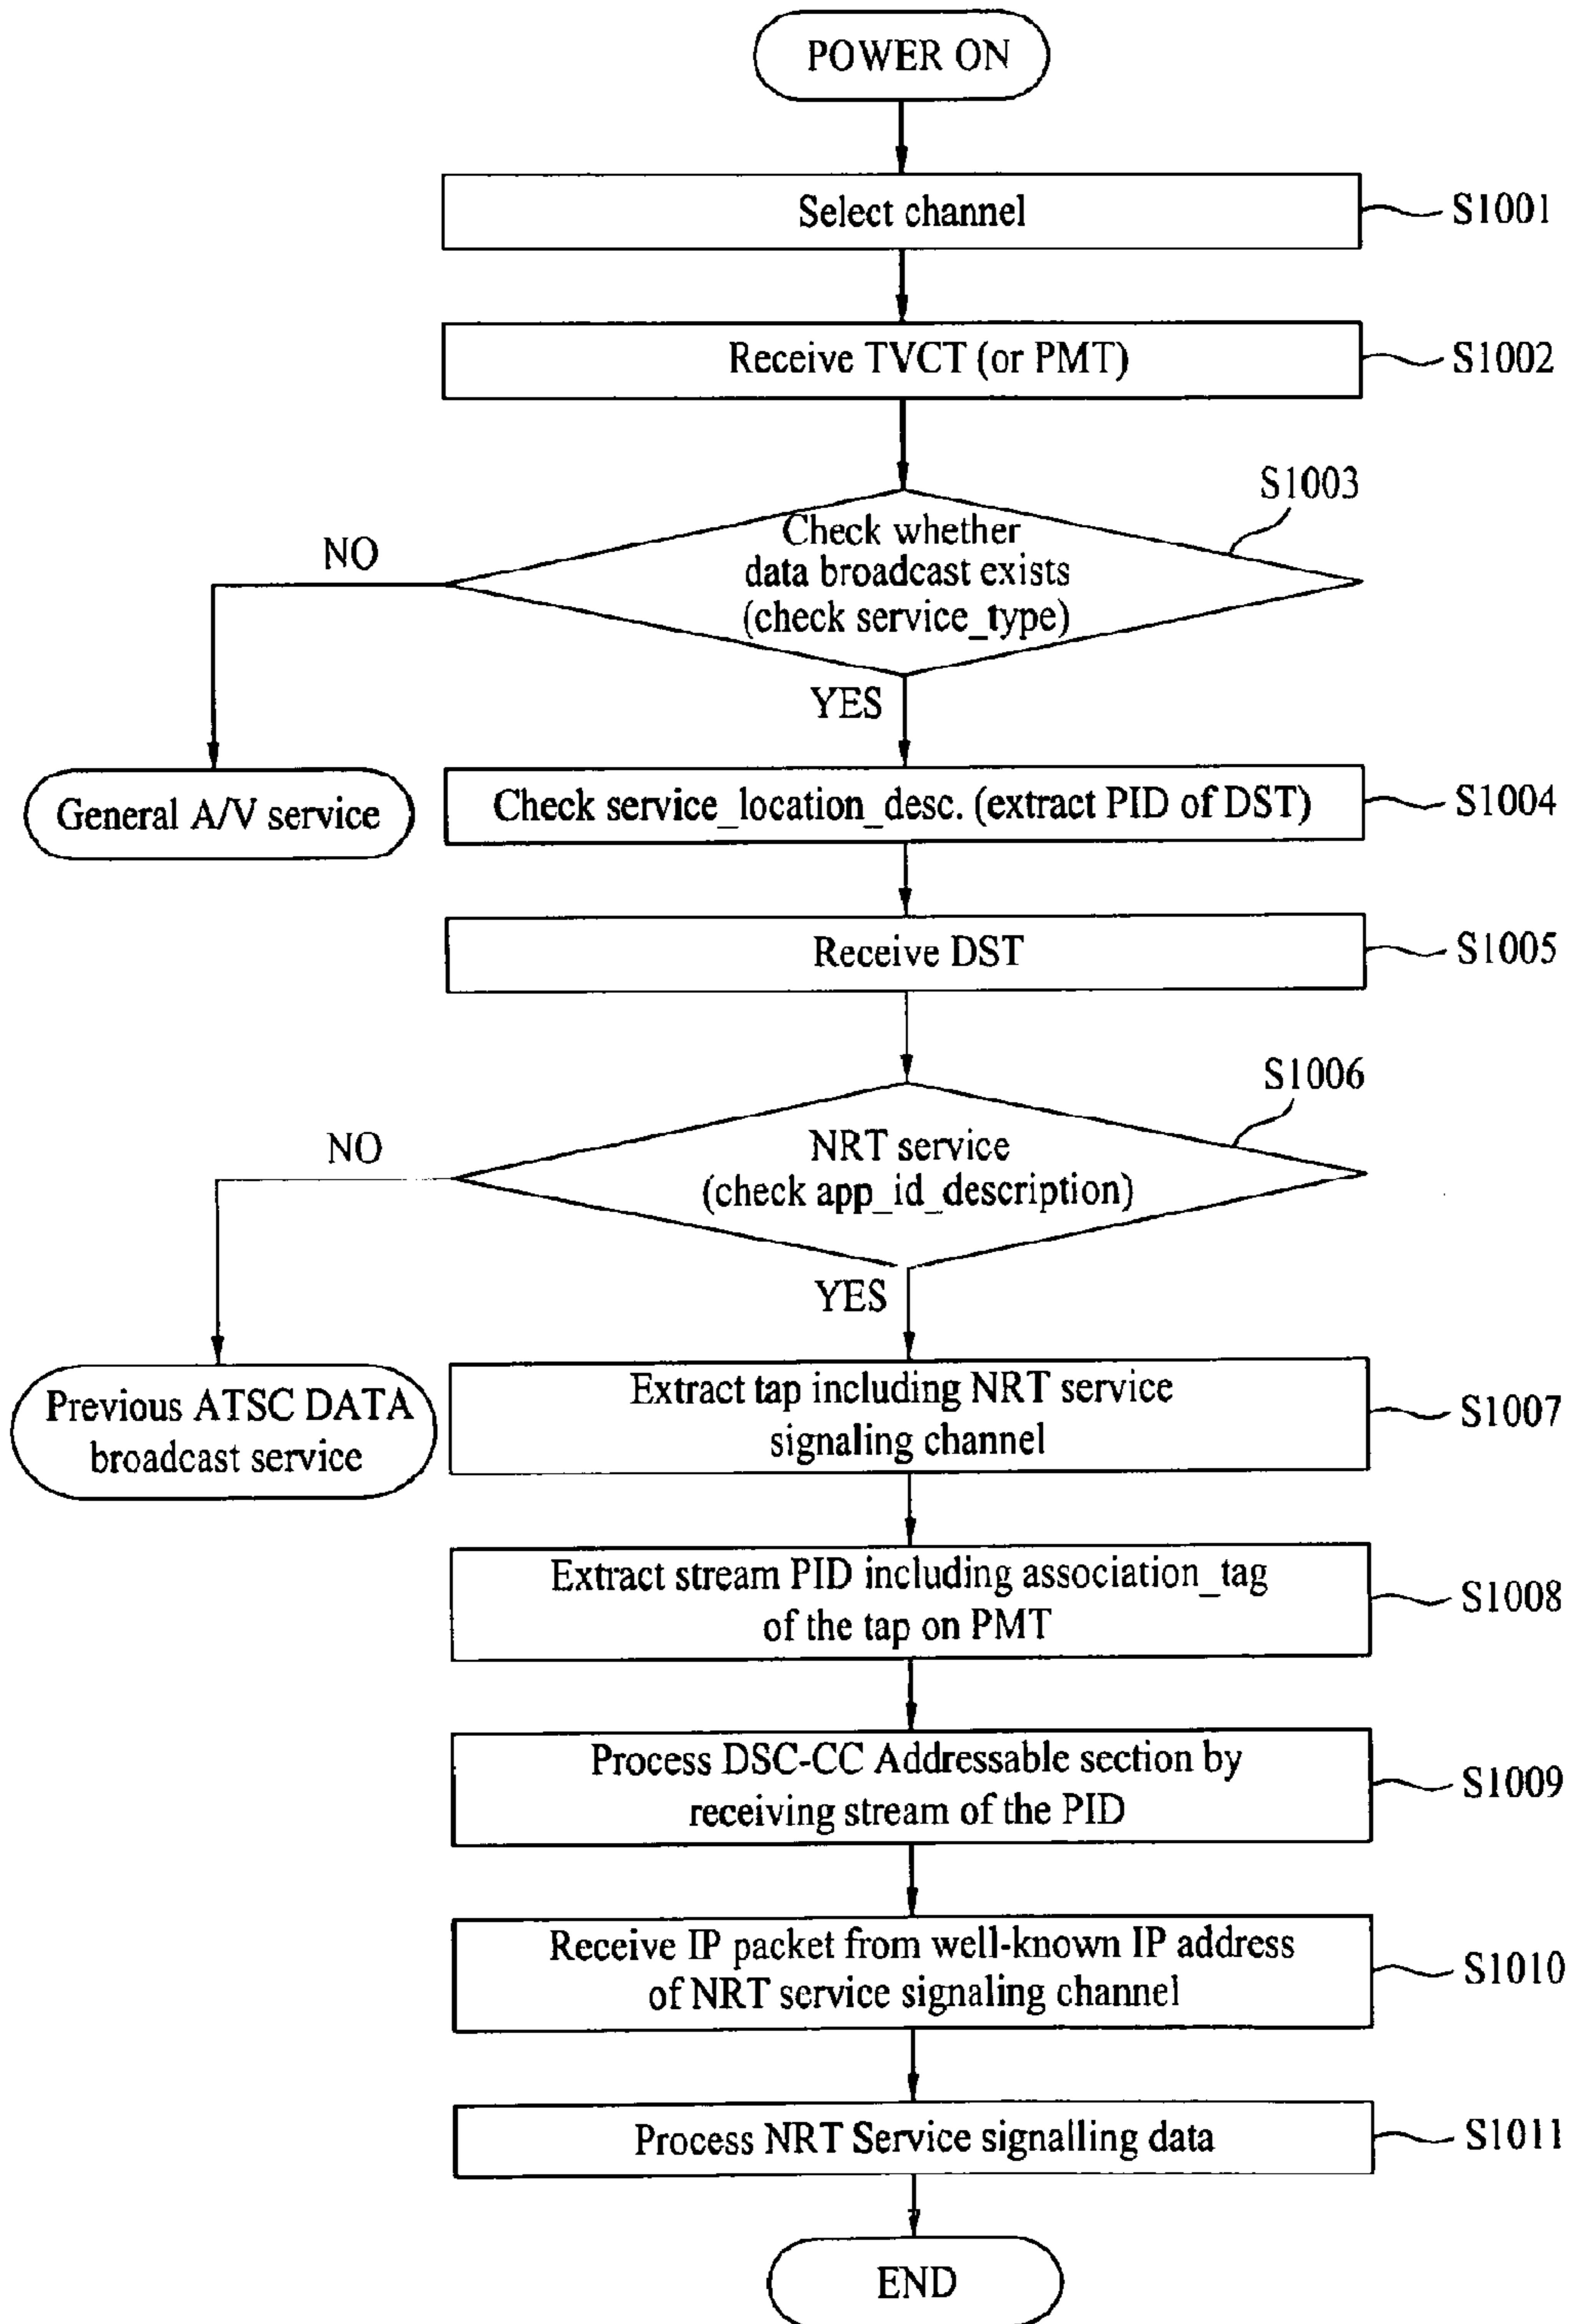 POWER ON
Select channel
S1001
Receive TVCT (or PMT)
S1002
S1003
Check whether
data broadcast exists
(check service_type)
NO
YES
General A/V service
Check service_location_desc. (extract PID of DST)
S1004
Receive DST
S1005
S1006
NRT service
(check app_id_description)
NO
YES
Previous ATSC DATA
broadcast service
Extract tap including NRT service
signaling channel
S1007
Extract stream PID including association_tag
of the tap on PMT
S1008
Process DSC-CC Addressable section by
receiving stream of the PID
S1009
Receive IP packet from well-known IP address
of NRT service signaling channel
S1010
Process NRT Service signalling data
S1011
END